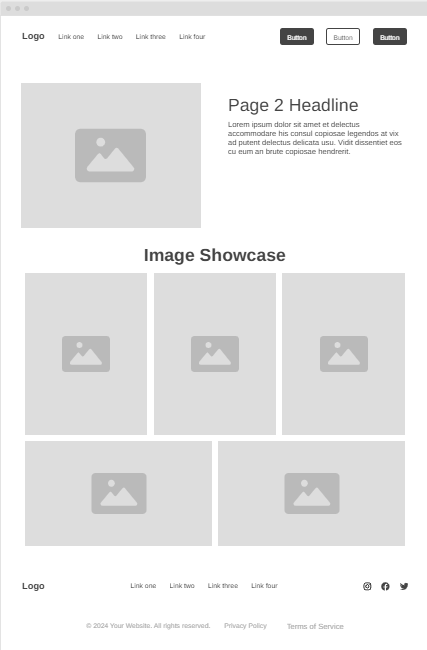 Logo Link one Link two Link three Link four Button Button Button
Page 2 Headline
Lorem ipsum dolor sit amet et delectus
accommodare his consul copiosae legendos at vix
ad putent delectus delicata usu. Vidit dissentiet eos
cu eum an brute copiosae hendrerit.
Image Showcase
Logo Link one Link two Link three Link four
© 2024 Your Website. All rights reserved. Privacy Policy Terms of Service